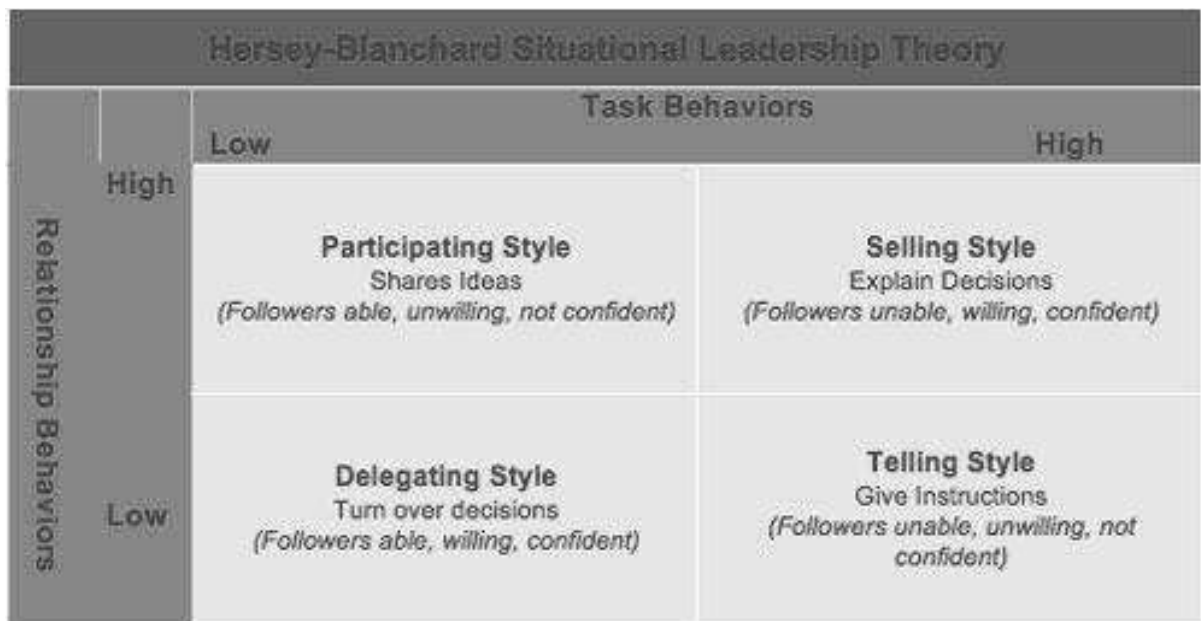 Hersey-Blanchard Situational Leadership Theory
Task Behaviors
Low
High
Relationship Behaviors
High
Participating Style
Shares Ideas
(Followers able, unwilling, not confident)
Selling Style
Explain Decisions
(Followers unable, willing, confident)
Low
Delegating Style
Turn over decisions
(Followers able, willing, confident)
Telling Style
Give Instructions
(Followers unable, unwilling, not
confident)